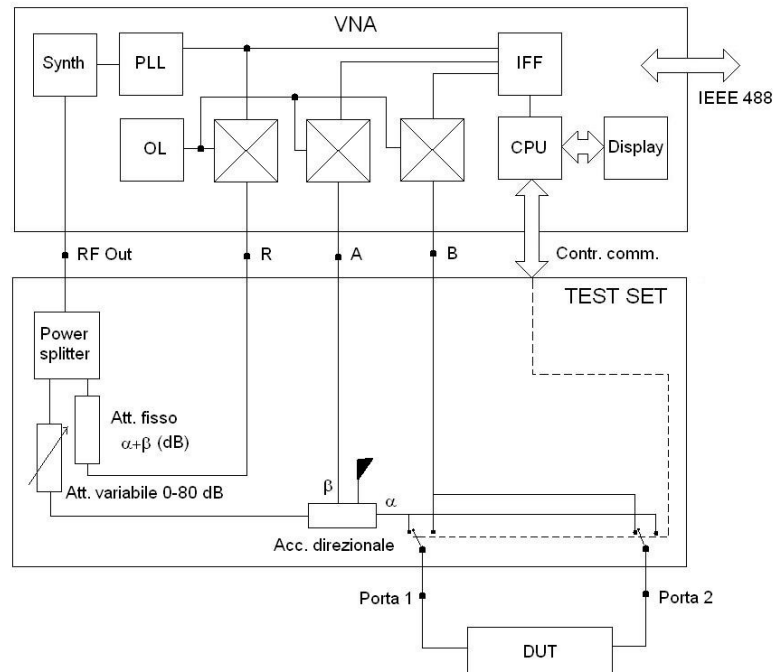 VNA
Synth
PLL
IFF
IEEE 488
OL
CPU
Display
RF Out
R
A
B
Contr. comm.
TEST SET
Power
splitter
Att. fisso
α+β (dB)
Att. variabile 0-80 dB
β
α
Acc. direzionale
Porta 1
Porta 2
DUT